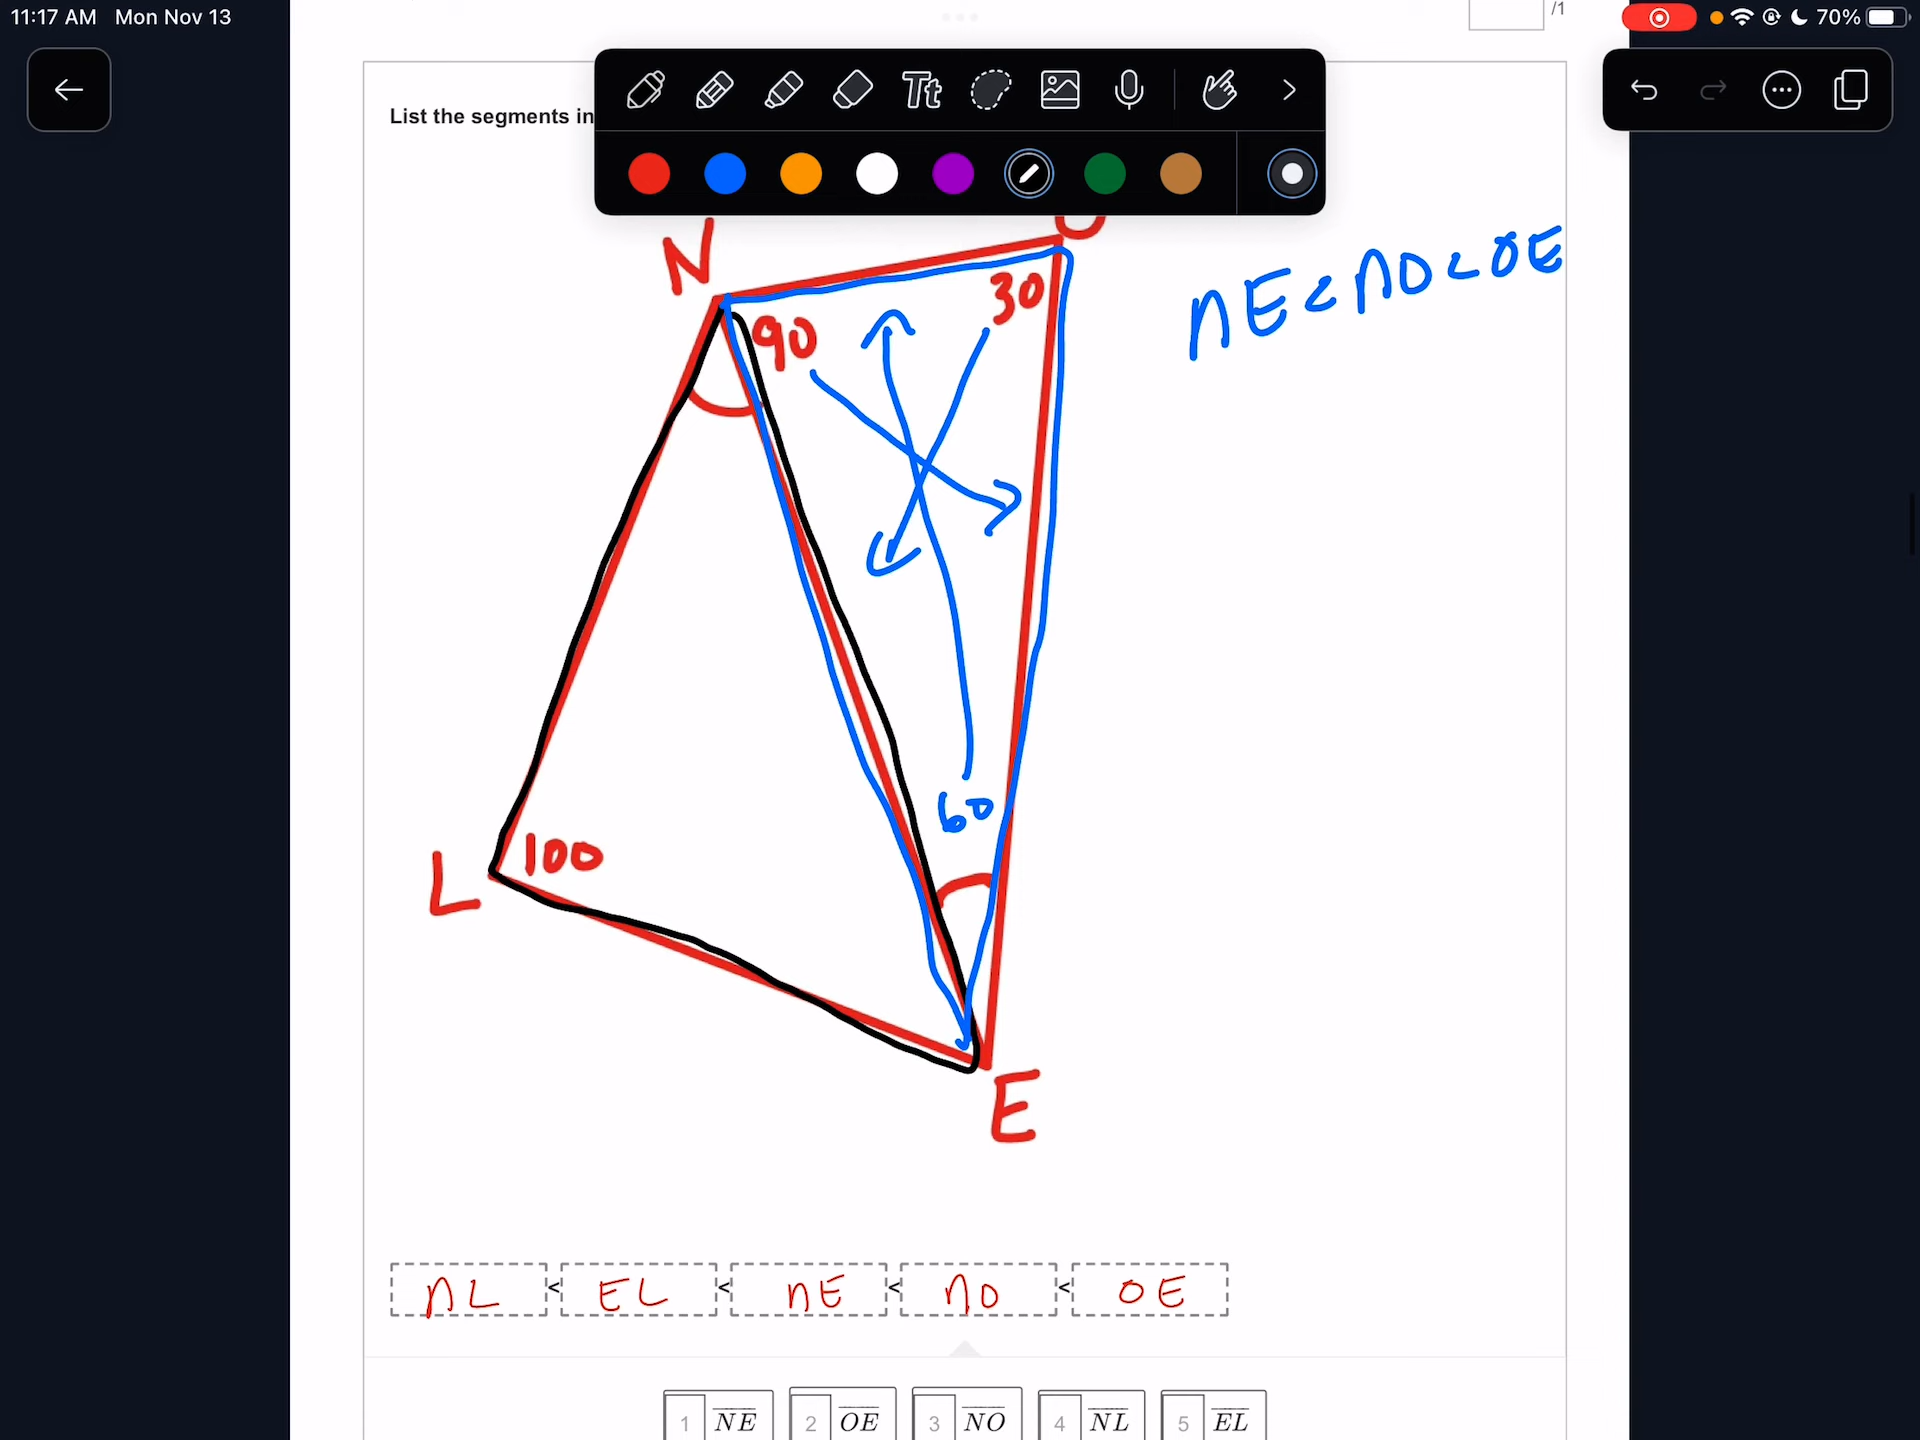 11:17 AM Mon Nov 13
70%
/1
List the segments in
Tt
N
O
90
30
nE<nO<OE
60
L
100
E
nL < EL < nE < nO < OE
1 NE 2 OE 3 NO 4 NL 5 EL